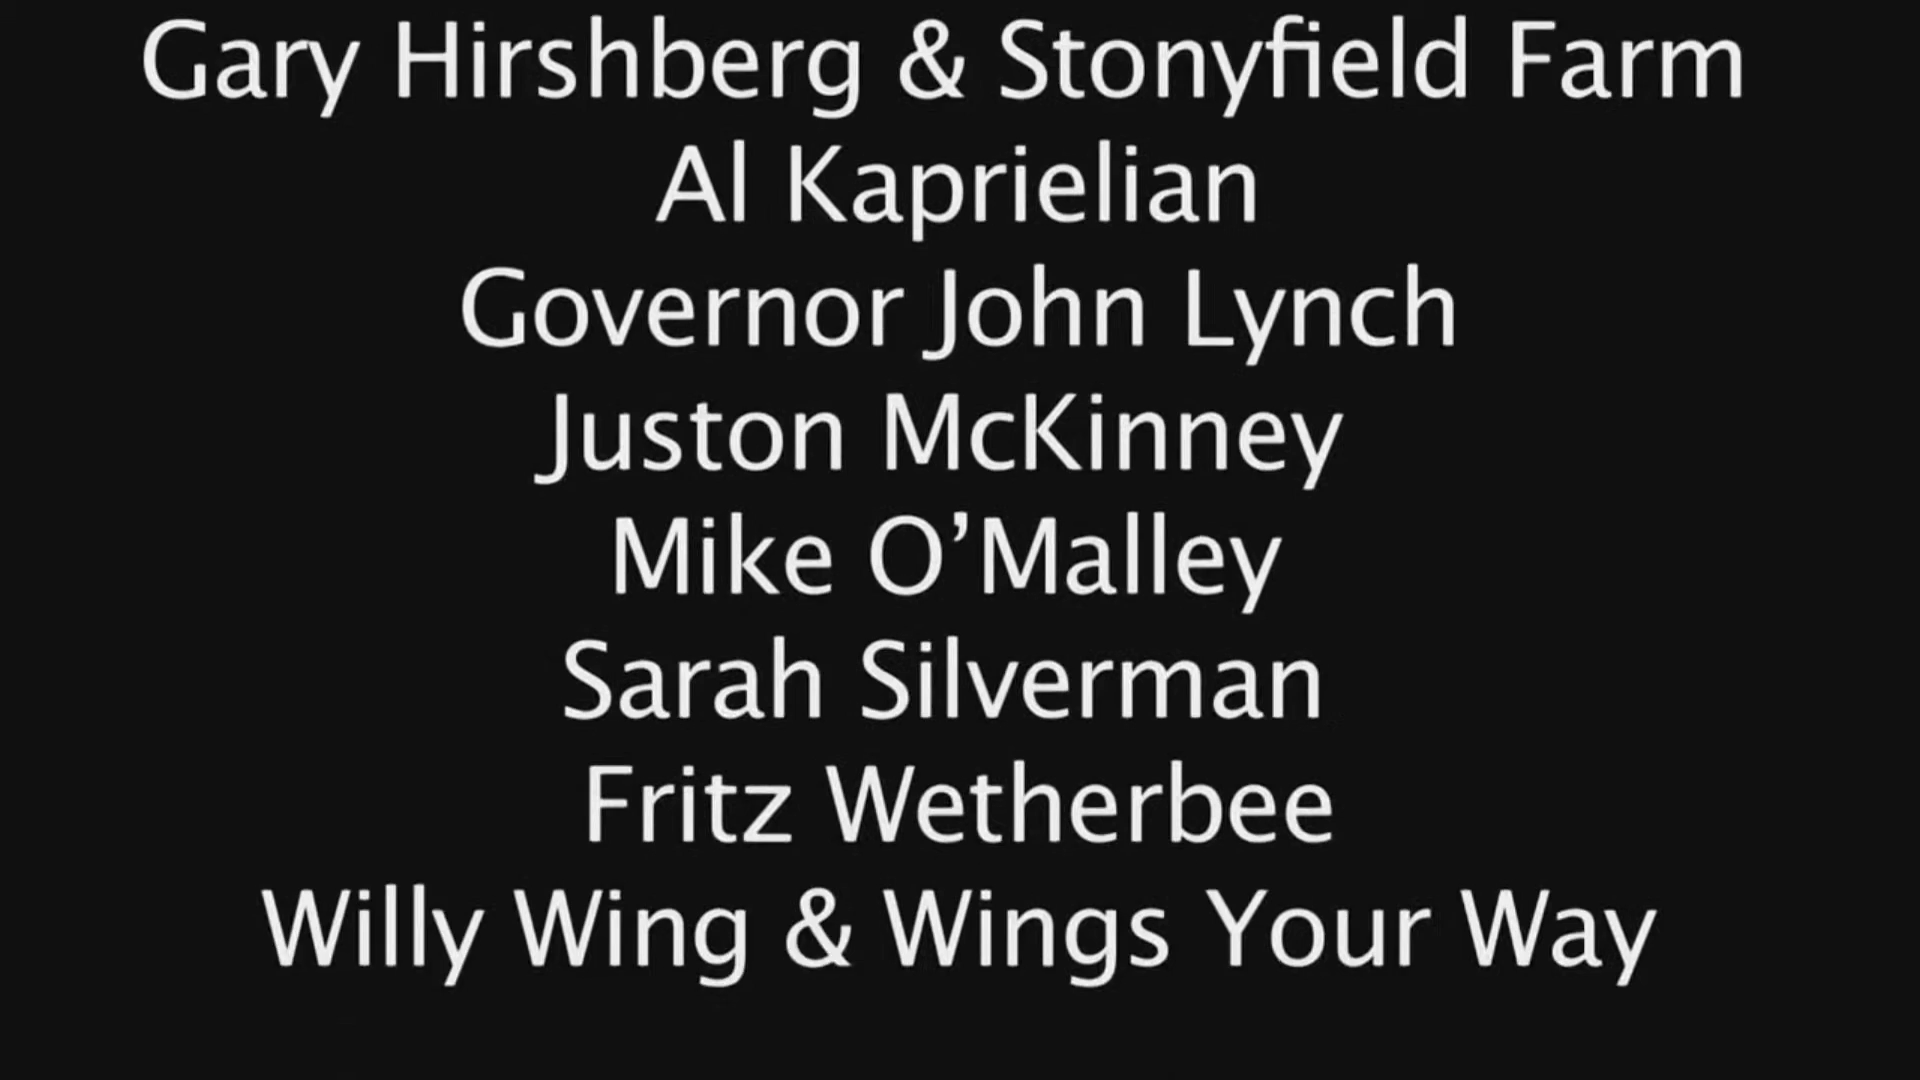 Gary Hirshberg & Stonyfield Farm
Al Kaprielian
Governor John Lynch
Juston McKinney
Mike O’Malley
Sarah Silverman
Fritz Wetherbee
Willy Wing & Wings Your Way